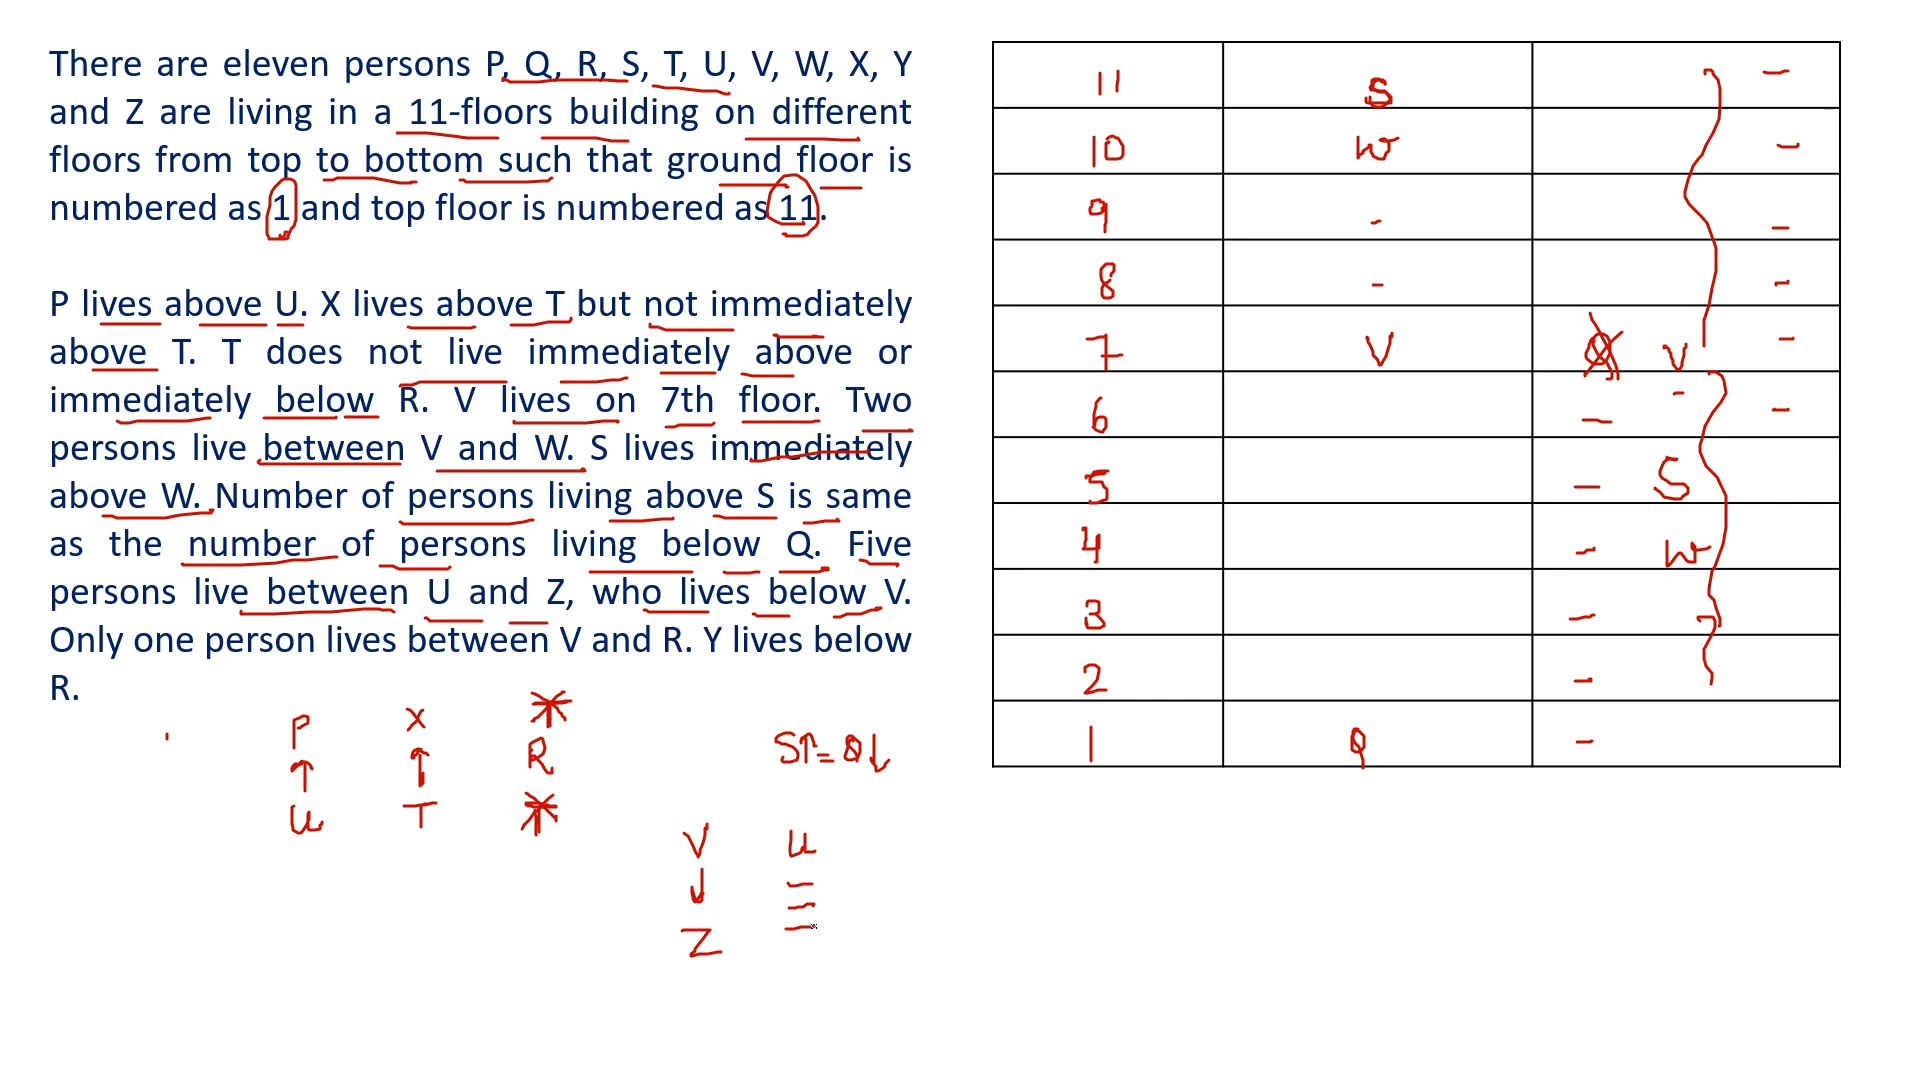 There are eleven persons P, Q, R, S, T, U, V, W, X, Y
and Z are living in a 11-floors building on different
floors from top to bottom such that ground floor is
numbered as 1 and top floor is numbered as 11.
P lives above U. X lives above T but not immediately
above T. T does not live immediately above or
immediately below R. V lives on 7th floor. Two
persons live between V and W. S lives immediately
above W. Number of persons living above S is same
as the number of persons living below Q. Five
persons live between U and Z, who lives below V.
Only one person lives between V and R. Y lives below
R.
P X
R
U T
S↑=Q↓
V U
↓
Z
11 S -
10 W -
9 - -
8 - -
7 V Q V -
6 - - -
5 - S
4 - W
3 -
2 -
1 Q -